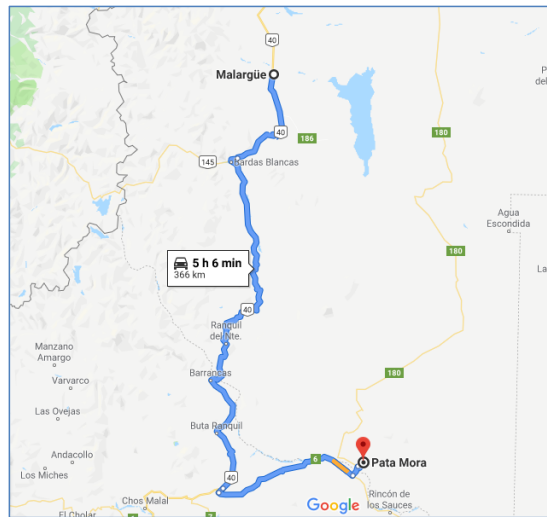 40
Malargüe
180
40
186
145
Bardas Blancas
Agua
Escondida
5 h 6 min
366 km
40
Ranquil
del Nte.
Manzano
Amargo
Barrancas
180
Varvarco
Las Ovejas
Buta Ranquil
Andacollo
6
Pata Mora
Los Miches
40
Chos Malal
Google
Rincón de
los Sauces
El Cholar
7